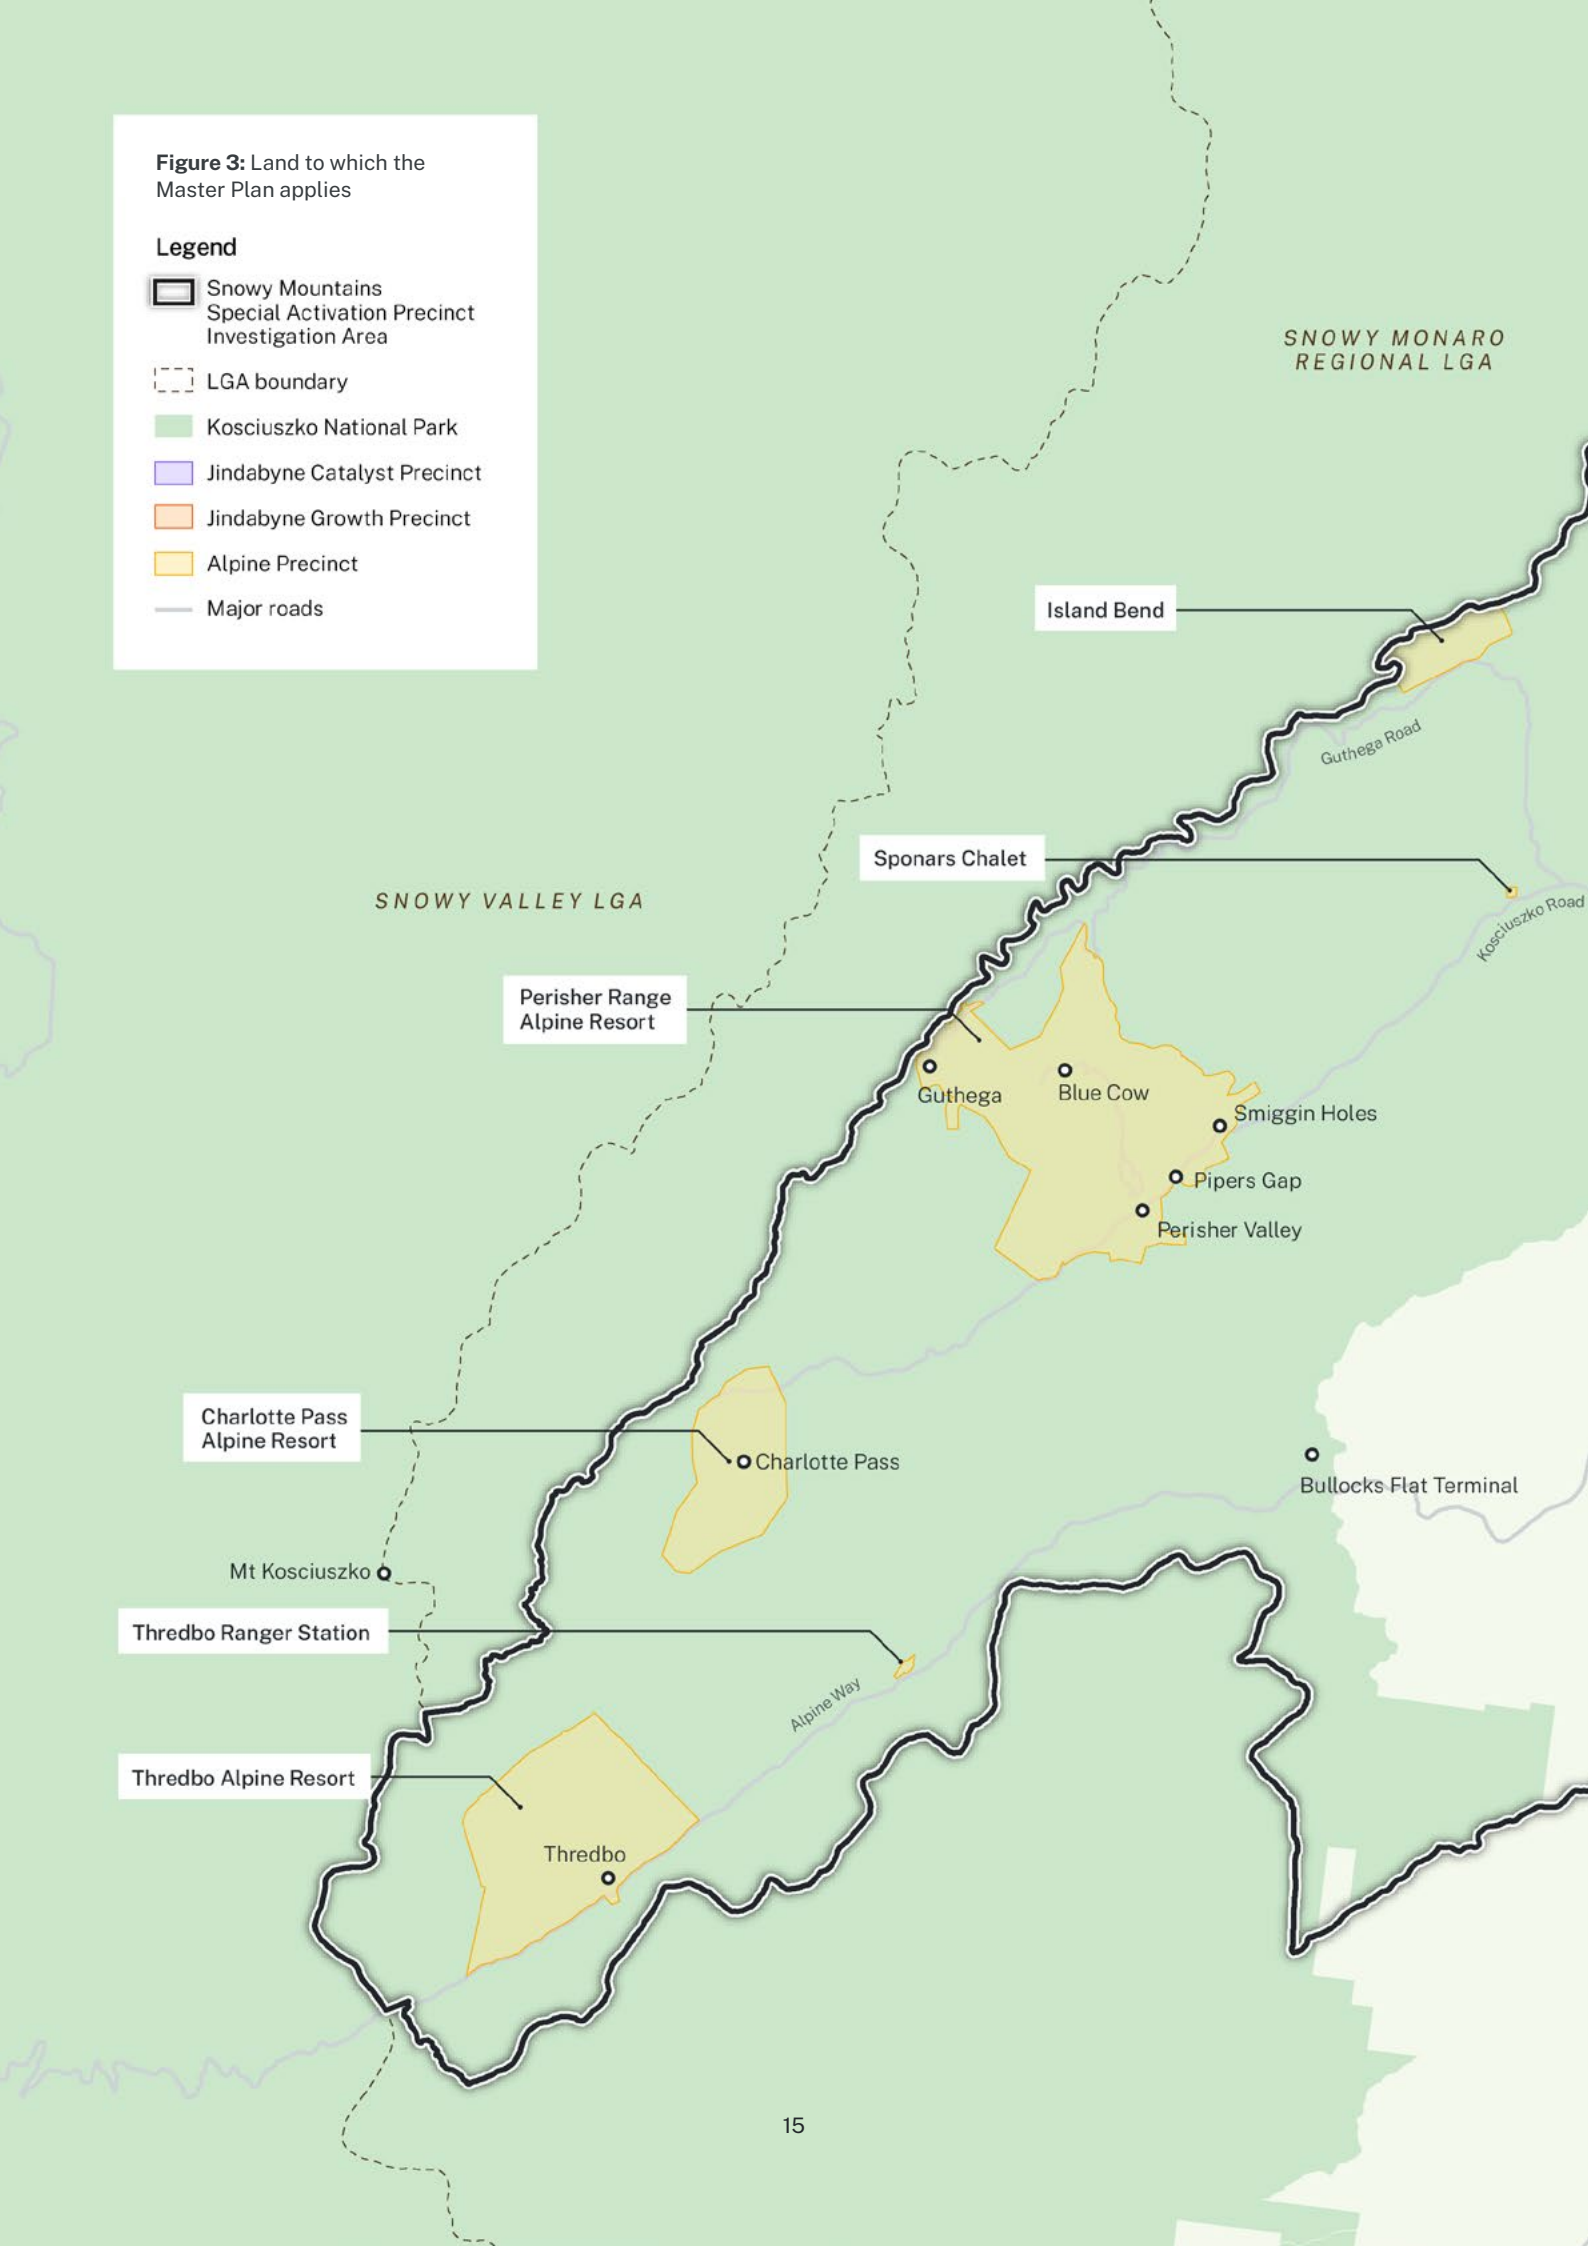 Figure 3: Land to which the
Master Plan applies
Legend
Snowy Mountains
Special Activation Precinct
Investigation Area
LGA boundary
Kosciuszko National Park
Jindabyne Catalyst Precinct
Jindabyne Growth Precinct
Alpine Precinct
Major roads
SNOWY MONARO
REGIONAL LGA
Island Bend
Guthega Road
Sponars Chalet
SNOWY VALLEY LGA
Kosciuszko Road
Perisher Range
Alpine Resort
Guthega
Blue Cow
Smiggin Holes
Pipers Gap
Perisher Valley
Charlotte Pass
Alpine Resort
Charlotte Pass
Bullocks Flat Terminal
Mt Kosciuszko
Thredbo Ranger Station
Alpine Way
Thredbo Alpine Resort
Thredbo
15